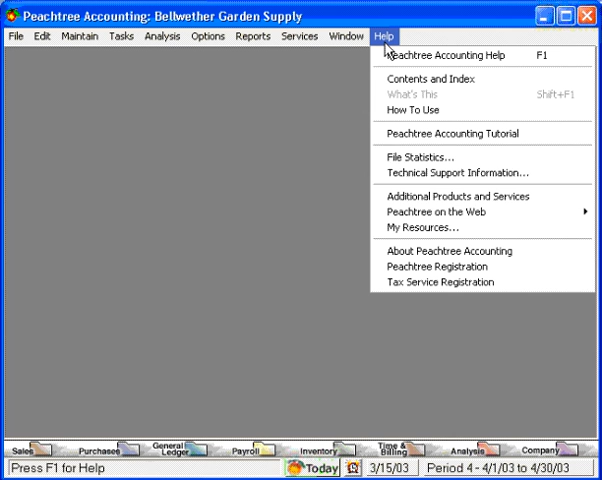 Peachtree Accounting: Bellwether Garden Supply
File Edit Maintain Tasks Analysis Options Reports Services Window Help
Peachtree Accounting Help F1
Contents and Index
What's This Shift+F1
How To Use
Peachtree Accounting Tutorial
File Statistics...
Technical Support Information...
Additional Products and Services
Peachtree on the Web
My Resources...
About Peachtree Accounting
Peachtree Registration
Tax Service Registration
Sales Purchases General Ledger Payroll Inventory Time & Billing Analysis Company
Press F1 for Help Today 3/15/03 Period 4 - 4/1/03 to 4/30/03